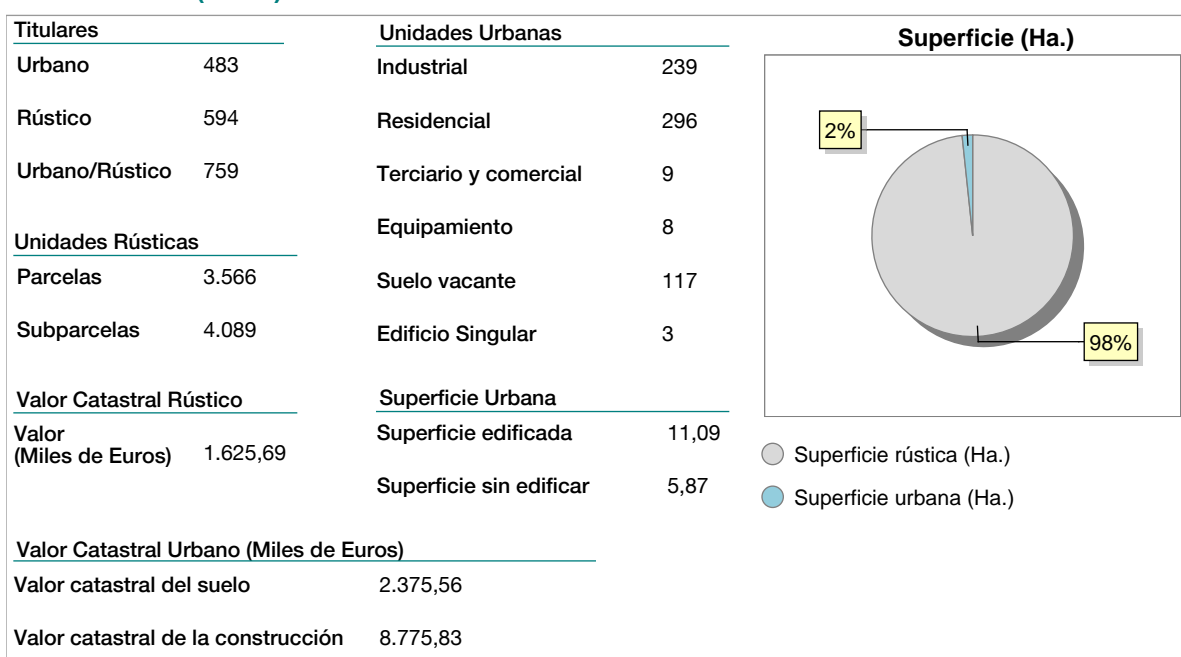 Titulares
Urbano 483
Rústico 594
Urbano/Rústico 759
Unidades Rústicas
Parcelas 3.566
Subparcelas 4.089
Valor Catastral Rústico
Valor
(Miles de Euros) 1.625,69
Unidades Urbanas
Industrial 239
Residencial 296
Terciario y comercial 9
Equipamiento 8
Suelo vacante 117
Edificio Singular 3
Superficie Urbana
Superficie edificada 11,09
Superficie sin edificar 5,87
Valor Catastral Urbano (Miles de Euros)
Valor catastral del suelo 2.375,56
Valor catastral de la construcción 8.775,83
Superficie (Ha.)
2%
98%
Superficie rústica (Ha.)
Superficie urbana (Ha.)